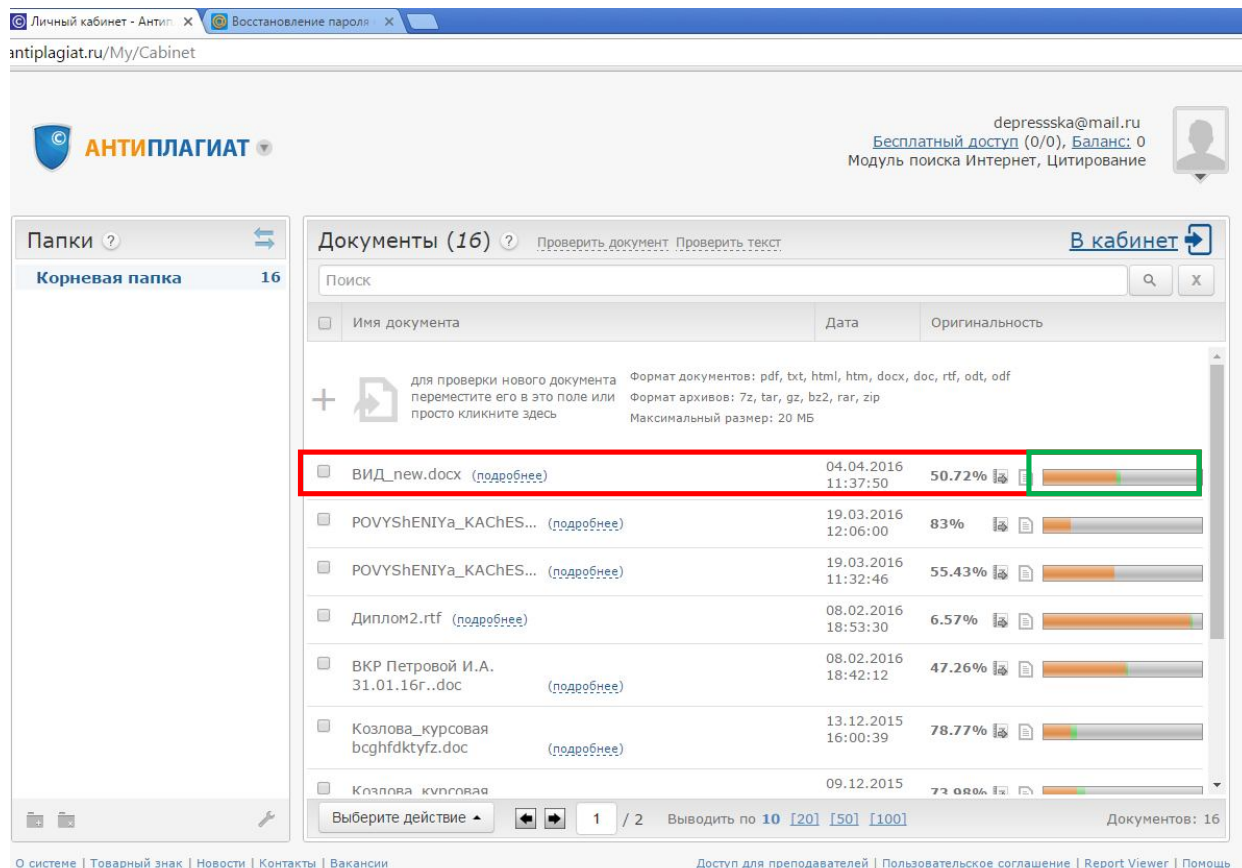 Личный кабинет - Антип
Восстановление пароля
antiplagiat.ru/My/Cabinet
АНТИПЛАГИАТ
depressska@mail.ru
Бесплатный доступ (0/0), Баланс: 0
Модуль поиска Интернет, Цитирование
Папки ?
Корневая папка 16
Документы (16) ? Проверить документ Проверить текст В кабинет
Поиск X
Имя документа Дата Оригинальность
для проверки нового документа
переместите его в это поле или
просто кликните здесь
Формат документов: pdf, txt, html, htm, docx, doc, rtf, odt, odf
Формат архивов: 7z, tar, gz, bz2, rar, zip
Максимальный размер: 20 МБ
ВИД_new.docx (подробнее) 04.04.2016 50.72%
11:37:50
POVYShENIYa_KAChES... (подробнее) 19.03.2016 83%
12:06:00
POVYShENIYa_KAChES... (подробнее) 19.03.2016 55.43%
11:32:46
Диплом2.rtf (подробнее) 08.02.2016 6.57%
18:53:30
ВКР Петровой И.А. 08.02.2016 47.26%
31.01.16г..doc (подробнее) 18:42:12
Козлова_курсовая 13.12.2015 78.77%
bcghfdktyfz.doc (подробнее) 16:00:39
Козлова_курсовая 09.12.2015 73.98%
Выберите действие 1 / 2 Выводить по 10 [20] [50] [100] Документов: 16
О системе | Товарный знак | Новости | Контакты | Вакансии Доступ для преподавателей | Пользовательское соглашение | Report Viewer | Помощь